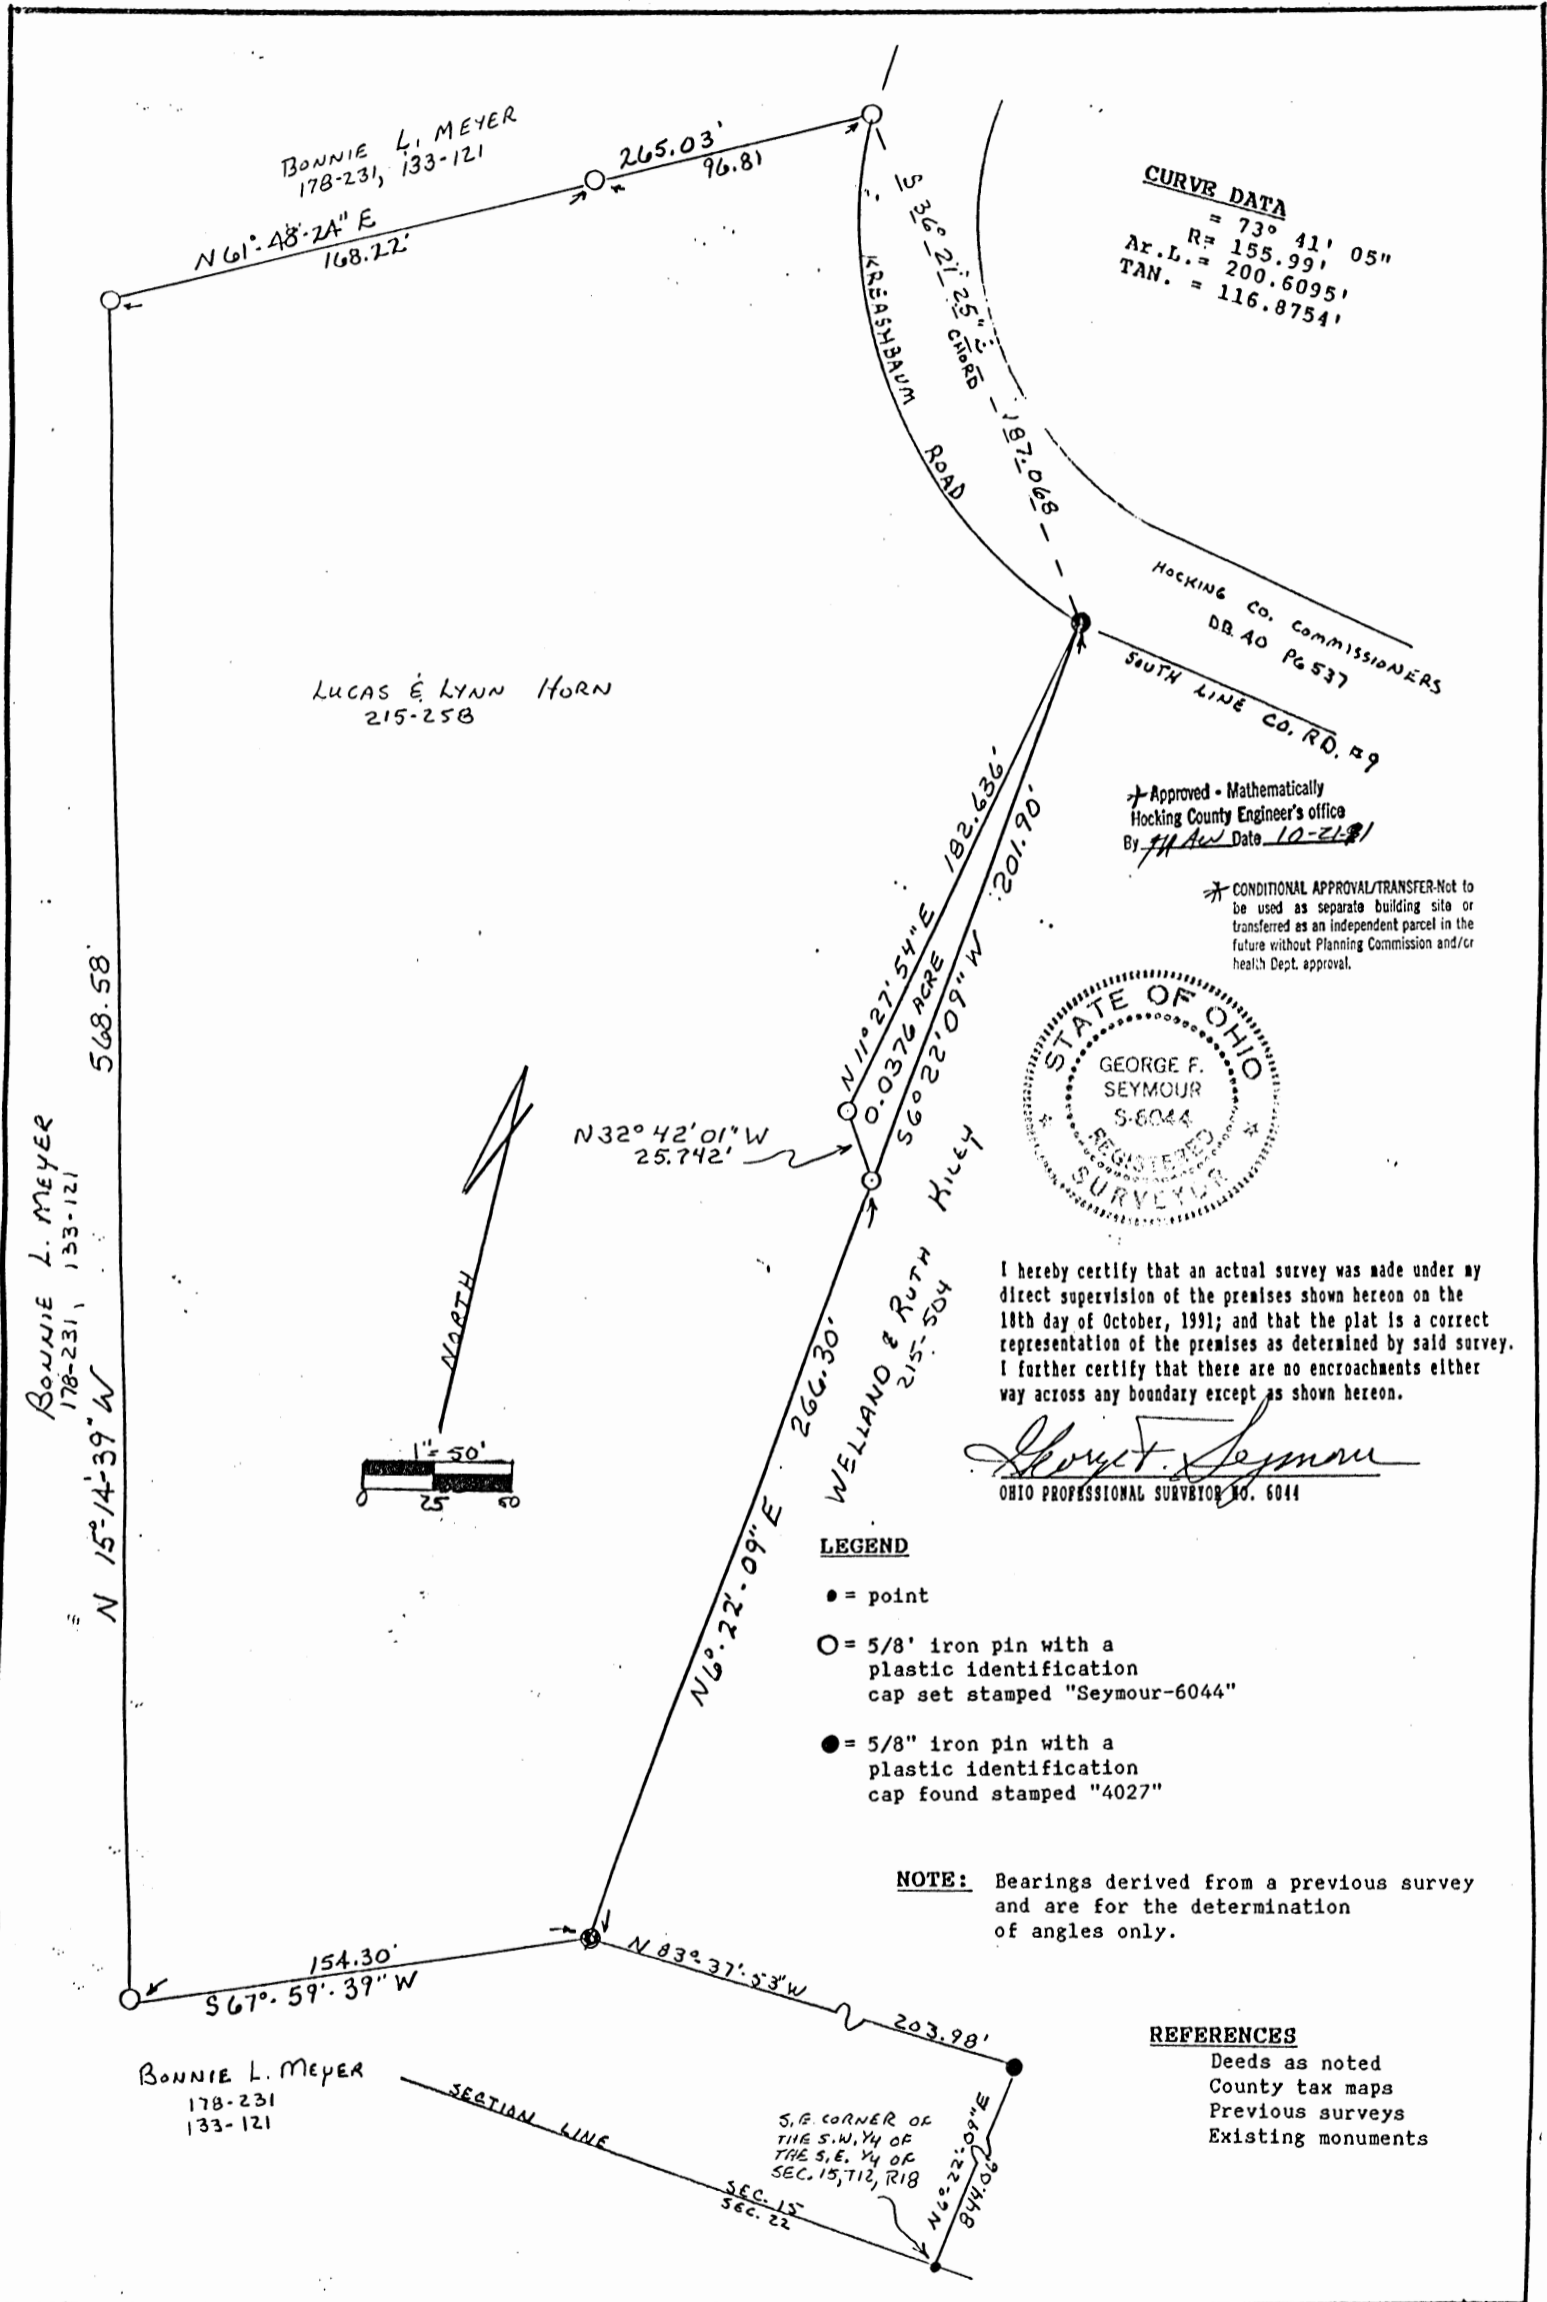 BONNIE L. MEYER
178-231, 133-121
265.03'
96.81
N 61°-48'-24" E
168.22'
CURVE DATA
= 73° 41' 05"
R= 155.99'
Ar.L.= 200.6095'
TAN. = 116.8754'
S 36° 21' 25" E
CHORD
187.068
KREASHBAUM ROAD
HOCKING CO. COMMISSIONERS
DB. 40 PG 537
SOUTH LINE CO. RD. #9
LUCAS & LYNN HORN
215-258
Approved - Mathematically
Hocking County Engineer's office
By Date 10-21-91
CONDITIONAL APPROVAL/TRANSFER-Not to
be used as separate building site or
transferred as an independent parcel in the
future without Planning Commission and/or
health Dept. approval.
N 11° 27' 54" E 182.636'
0.0376 ACRE
S 6° 22' 09" W 201.90'
N 32° 42' 01" W
25.742'
STATE OF OHIO
GEORGE F.
SEYMOUR
S-6044
REGISTERED
SURVEYOR
BONNIE L. MEYER
178-231, 133-121
N 15°-14'-39" W 568.58'
NORTH
1"=50'
0 25 50
WELLAND & RUTH KILEY
215-504
N 6°-22'-09" E 266.30'
I hereby certify that an actual survey was made under my
direct supervision of the premises shown hereon on the
18th day of October, 1991; and that the plat is a correct
representation of the premises as determined by said survey.
I further certify that there are no encroachments either
way across any boundary except as shown hereon.
George F. Seymour
OHIO PROFESSIONAL SURVEYOR NO. 6044
LEGEND
● = point
O = 5/8' iron pin with a
plastic identification
cap set stamped "Seymour-6044"
● = 5/8" iron pin with a
plastic identification
cap found stamped "4027"
NOTE: Bearings derived from a previous survey
and are for the determination
of angles only.
154.30'
S 67°-59'-39" W
N 83°-37'-53" W
203.98'
BONNIE L. MEYER
178-231
133-121
SECTION LINE
SEC. 15
SEC. 22
S.E. CORNER OF
THE S.W. 1/4 OF
THE S.E. 1/4 OF
SEC. 15, T12, R18
N 6°-22'-09" E
844.06'
REFERENCES
Deeds as noted
County tax maps
Previous surveys
Existing monuments